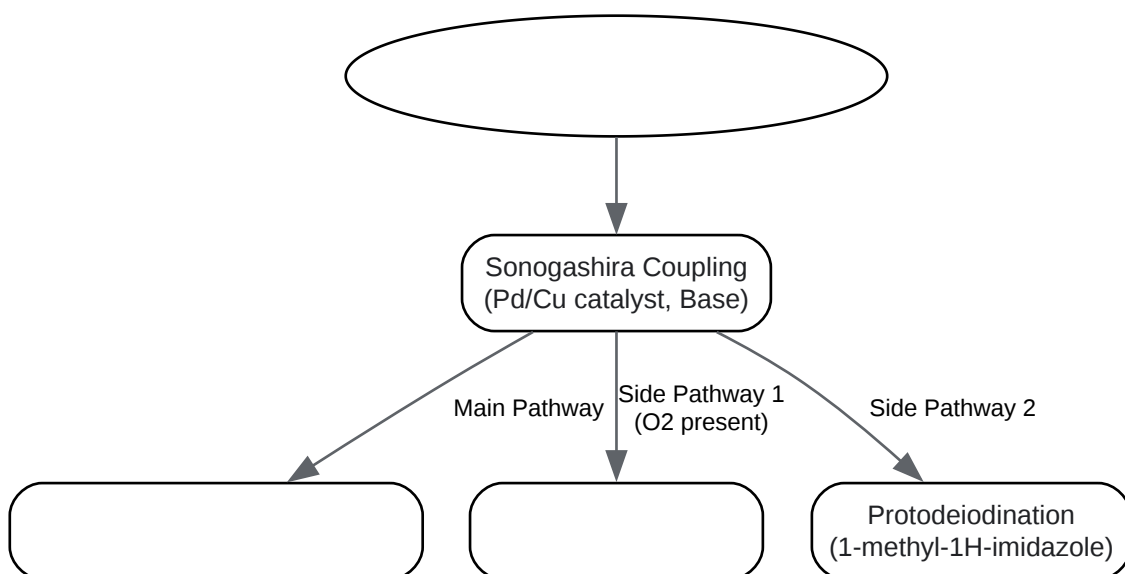 Sonogashira Coupling
(Pd/Cu catalyst, Base)
Main Pathway
Side Pathway 1
(O2 present)
Side Pathway 2
Protodeiodination
(1-methyl-1H-imidazole)